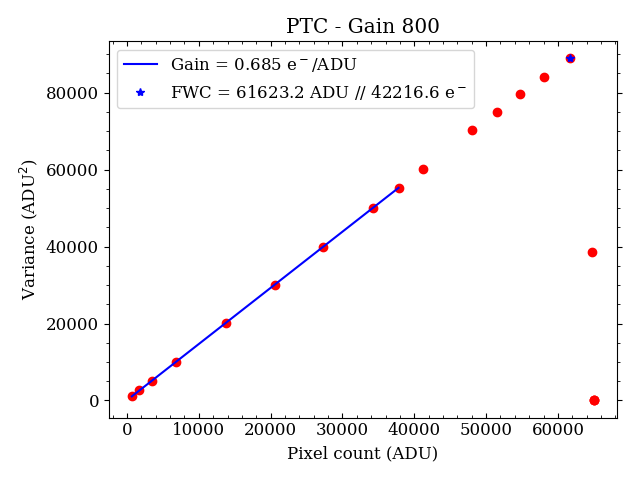 PTC - Gain 800
Gain = 0.685 e⁻/ADU
FWC = 61623.2 ADU // 42216.6 e⁻
Variance (ADU²)
80000
60000
40000
20000
0
0 10000 20000 30000 40000 50000 60000
Pixel count (ADU)